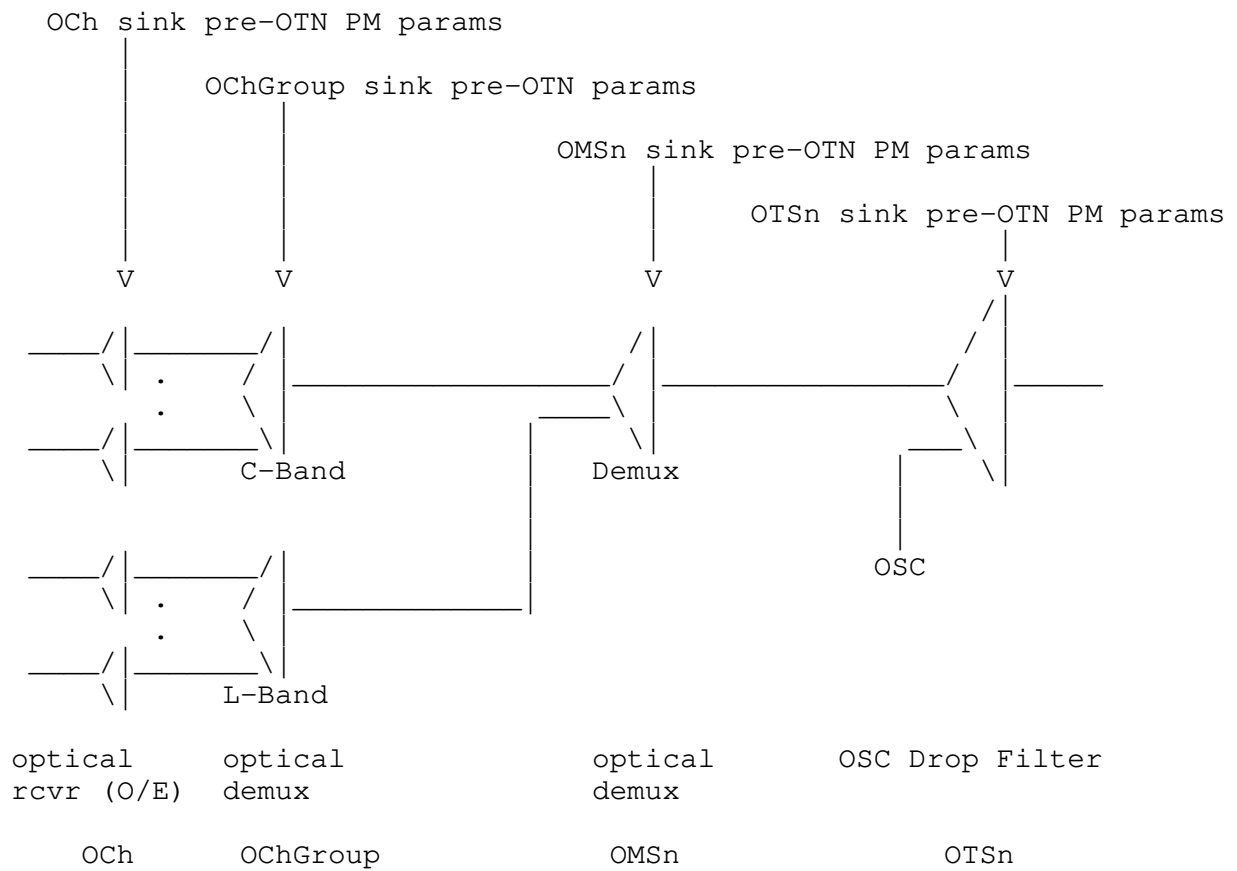 OCh sink pre-OTN PM params
OChGroup sink pre-OTN params
OMSn sink pre-OTN PM params
OTSn sink pre-OTN PM params
V V V V
C-Band Demux
OSC
L-Band
optical optical optical OSC Drop Filter
rcvr (O/E) demux demux
OCh OChGroup OMSn OTSn